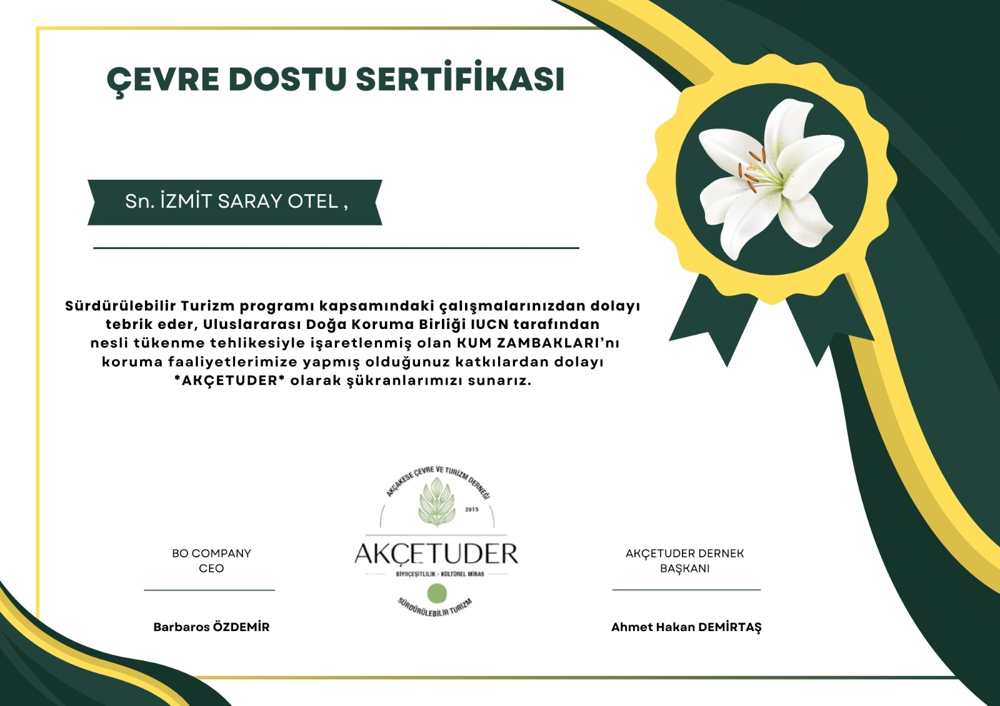 ÇEVRE DOSTU SERTİFİKASI
Sn. İZMİT SARAY OTEL ,
Sürdürülebilir Turizm programı kapsamındaki çalışmalarınızdan dolayı
tebrik eder, Uluslararası Doğa Koruma Birliği IUCN tarafından
nesli tükenme tehlikesiyle işaretlenmiş olan KUM ZAMBAKLARI’nı
koruma faaliyetlerimize yapmış olduğunuz katkılardan dolayı
*AKÇETUDER* olarak şükranlarımızı sunarız.
AKÇAKESE ÇEVRE VE TURİZM DERNEĞİ
2015
AKÇETUDER
BİYOÇEŞİTLİLİK - KÜLTÜREL MİRAS
SÜRDÜRÜLEBİLİR TURİZM
BO COMPANY
CEO
Barbaros ÖZDEMİR
AKÇETUDER DERNEK
BAŞKANI
Ahmet Hakan DEMİRTAŞ